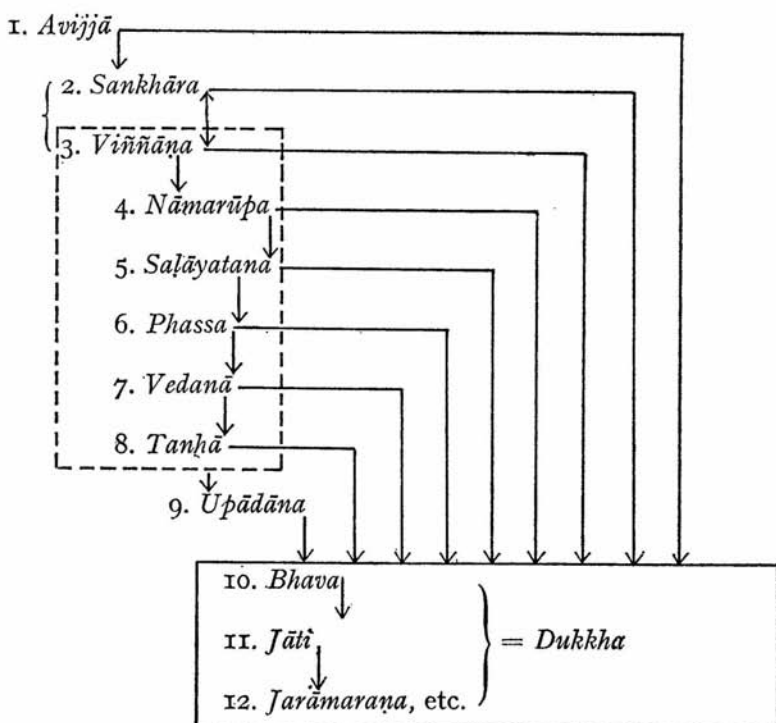 1. Avijjā
2. Sankhāra
3. Viññāṇa
4. Nāmarūpa
5. Saḷāyatana
6. Phassa
7. Vedanā
8. Taṇhā
9. Upādāna
10. Bhava
11. Jāti
= Dukkha
12. Jarāmaraṇa, etc.